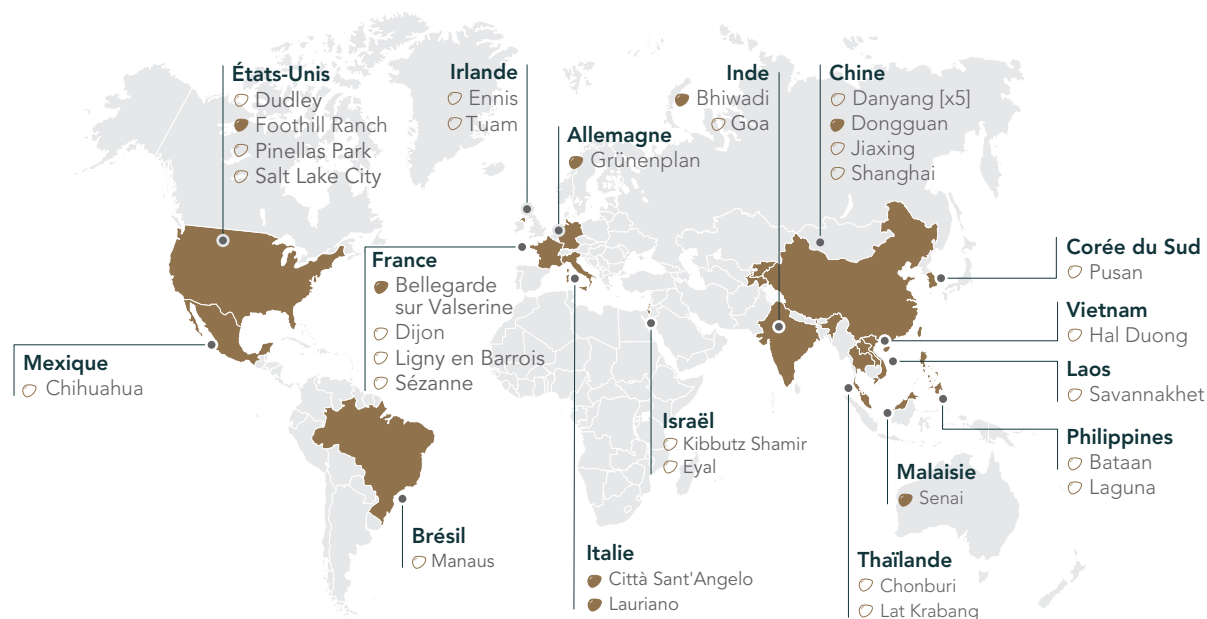 États-Unis
Dudley
Foothill Ranch
Pinellas Park
Salt Lake City
Irlande
Ennis
Tuam
Allemagne
Grünenplan
Inde
Bhiwadi
Goa
Chine
Danyang [x5]
Dongguan
Jiaxing
Shanghai
France
Bellegarde
sur Valserine
Dijon
Ligny en Barrois
Sézanne
Corée du Sud
Pusan
Vietnam
Hal Duong
Laos
Savannakhet
Philippines
Bataan
Laguna
Mexique
Chihuahua
Israël
Kibbutz Shamir
Eyal
Malaisie
Senai
Brésil
Manaus
Italie
Città Sant'Angelo
Lauriano
Thaïlande
Chonburi
Lat Krabang